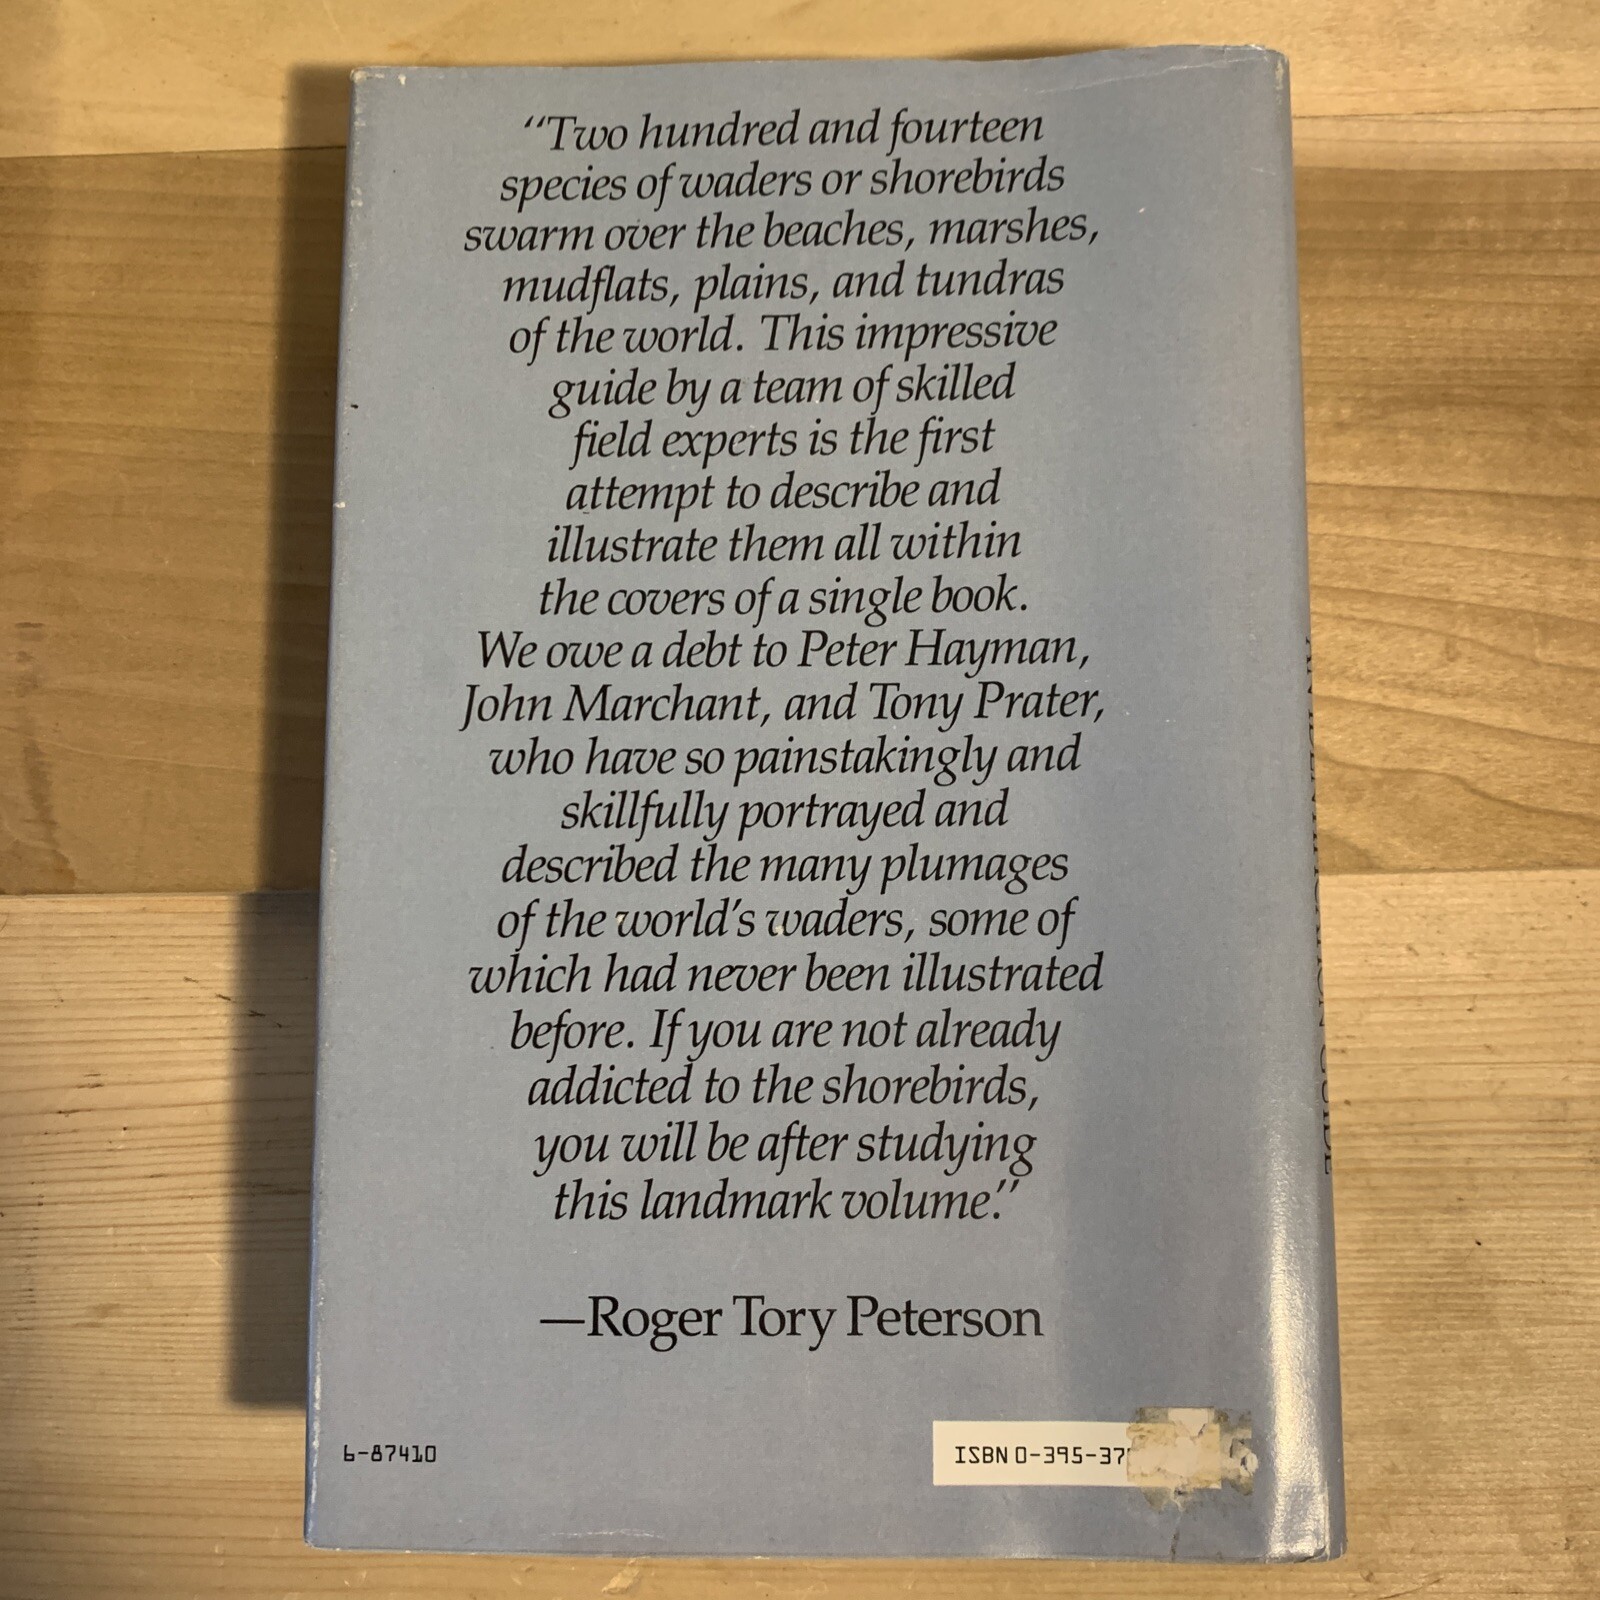 “Two hundred and fourteen
species of waders or shorebirds
swarm over the beaches, marshes,
mudflats, plains, and tundras
of the world. This impressive
guide by a team of skilled
field experts is the first
attempt to describe and
illustrate them all within
the covers of a single book.
We owe a debt to Peter Hayman,
John Marchant, and Tony Prater,
who have so painstakingly and
skillfully portrayed and
described the many plumages
of the world's waders, some of
which had never been illustrated
before. If you are not already
addicted to the shorebirds,
you will be after studying
this landmark volume.”
—Roger Tory Peterson
6-87410
ISBN 0-395-37